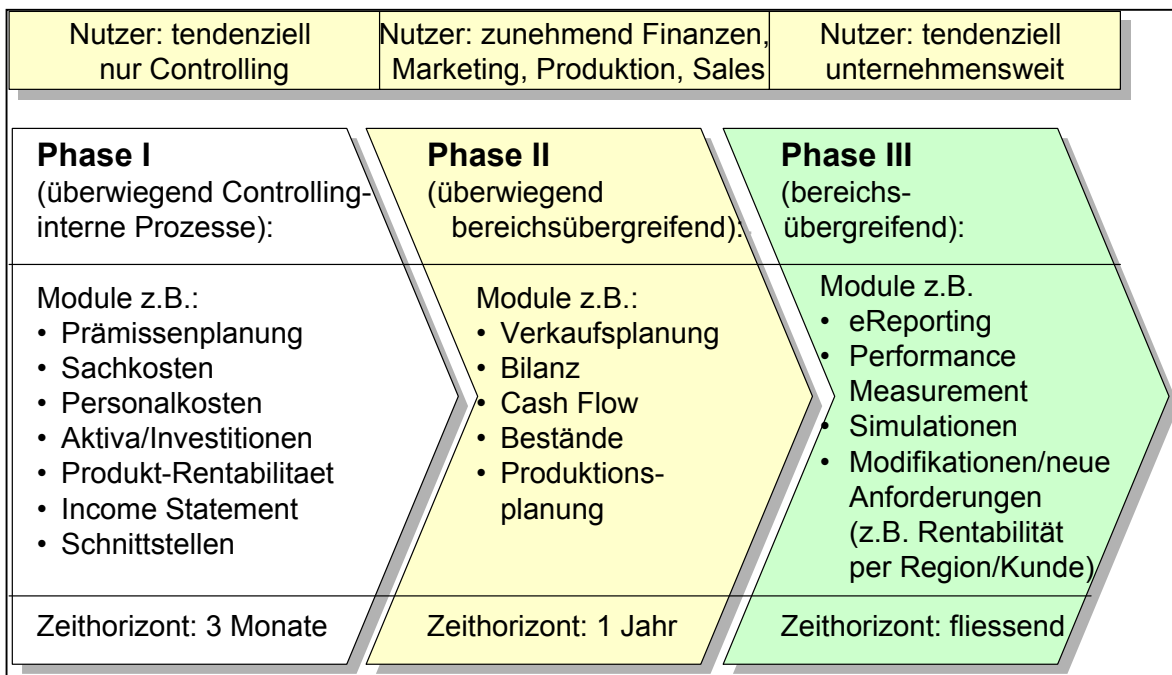 Nutzer: tendenziell
nur Controlling
Nutzer: zunehmend Finanzen,
Marketing, Produktion, Sales
Nutzer: tendenziell
unternehmensweit
Phase I
(überwiegend Controlling-
interne Prozesse):
Module z.B.:
• Prämissenplanung
• Sachkosten
• Personalkosten
• Aktiva/Investitionen
• Produkt-Rentabilitaet
• Income Statement
• Schnittstellen
Zeithorizont: 3 Monate
Phase II
(überwiegend
bereichsübergreifend):
Module z.B.:
• Verkaufsplanung
• Bilanz
• Cash Flow
• Bestände
• Produktions-
planung
Zeithorizont: 1 Jahr
Phase III
(bereichs-
übergreifend):
Module z.B.
• eReporting
• Performance
Measurement
• Simulationen
• Modifikationen/neue
Anforderungen
(z.B. Rentabilität
per Region/Kunde)
Zeithorizont: fliessend